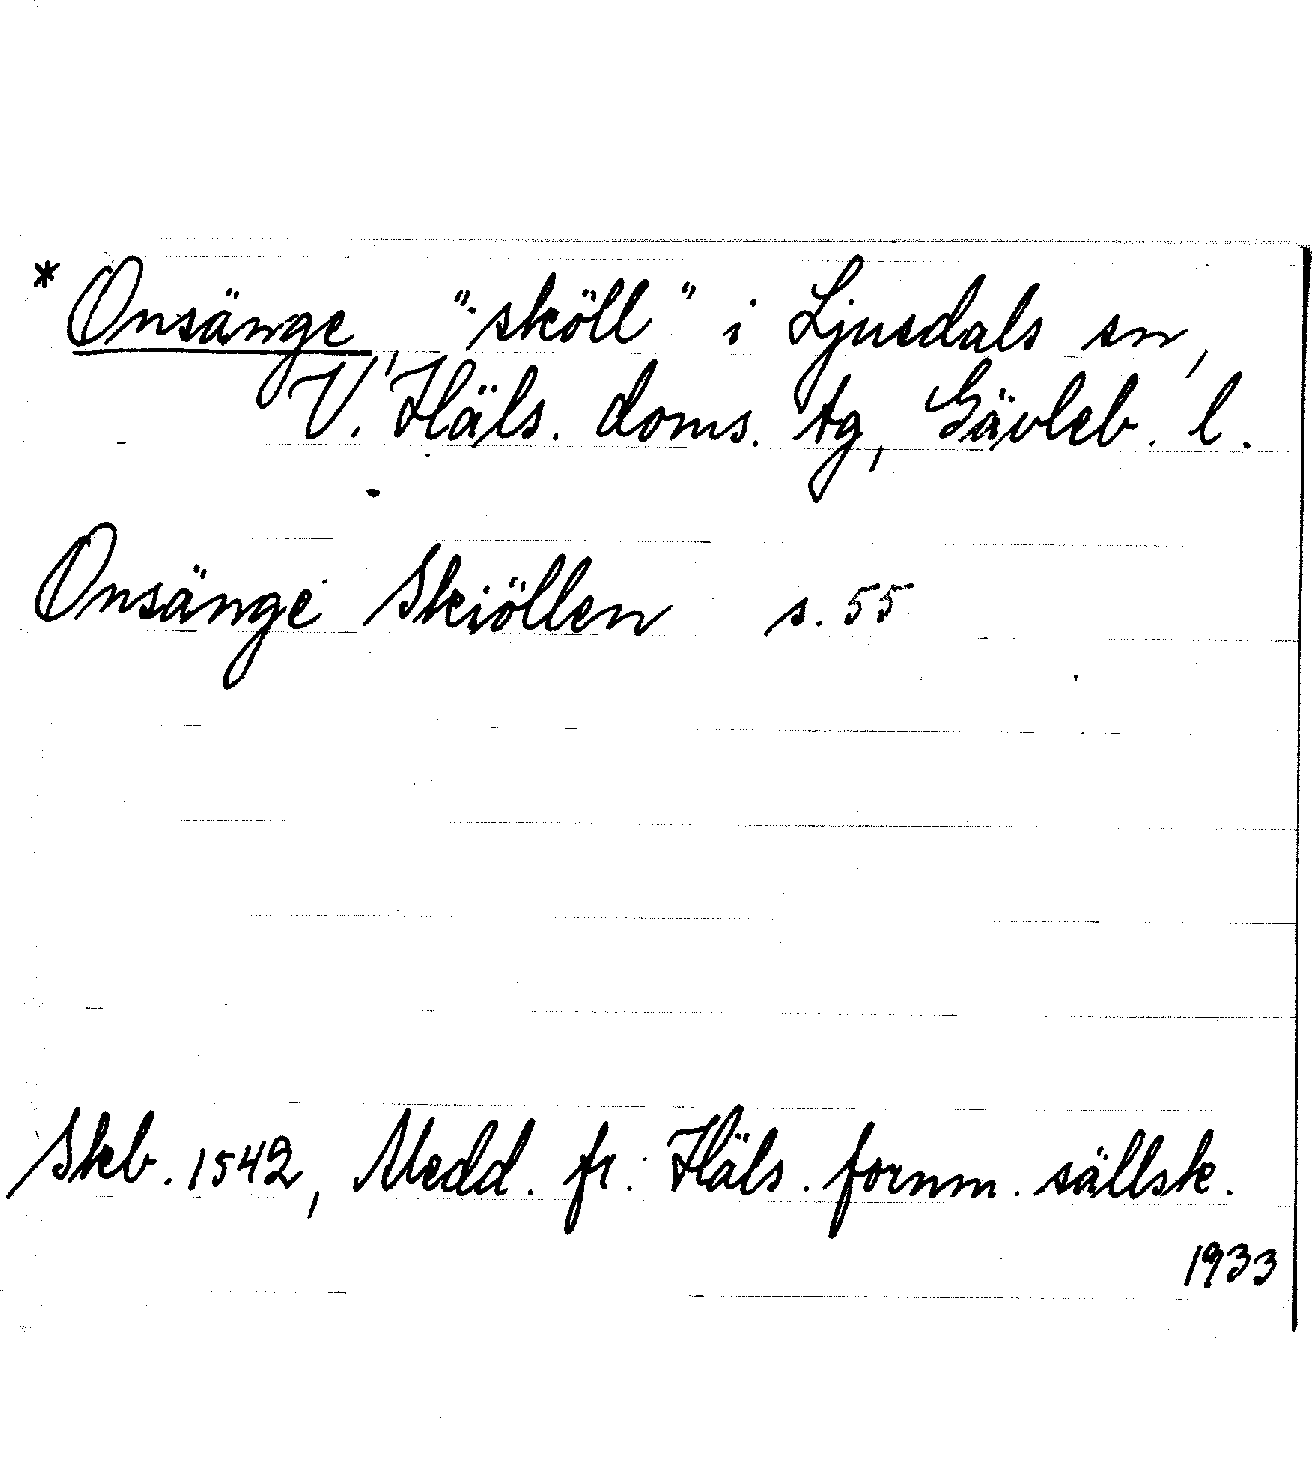 * Onsänge, "-sköll" i Ljusdals sn,
V. Häls. doms. tg, Gävleb. l.
Onsänge Skiöllen s. 55
Skb. 1542, Medd. fr. Häls. fornm. sällsk.
1933